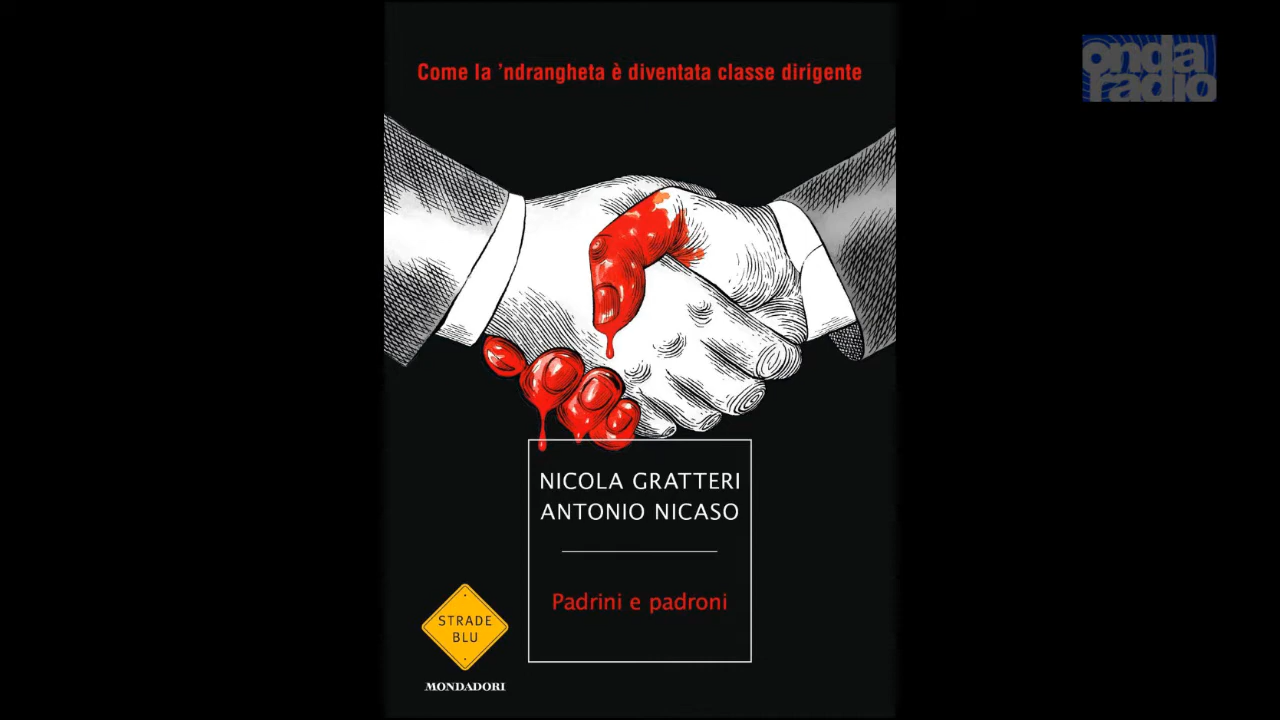 Come la 'ndrangheta è diventata classe dirigente
onda
radio
NICOLA GRATTERI
ANTONIO NICASO
Padrini e padroni
STRADE
BLU
MONDADORI